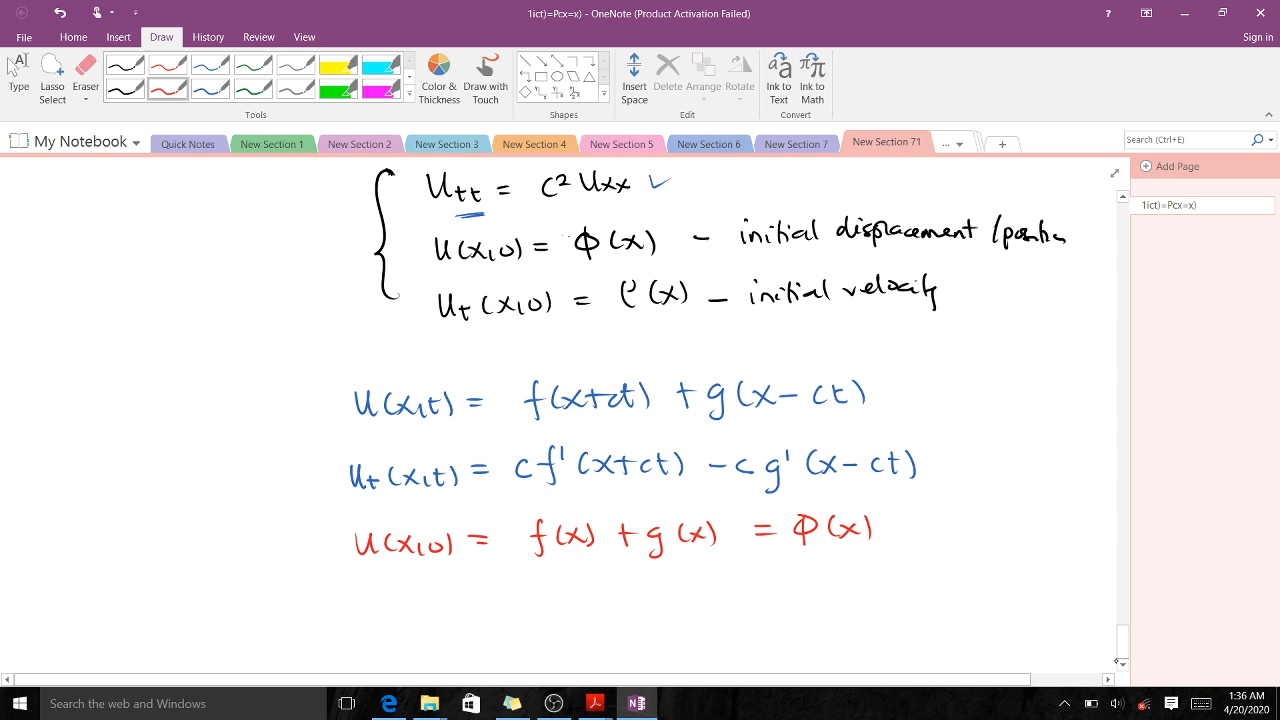 1ict)=Pcx=x) - OneNote (Product Activation Failed)
File Home Insert Draw History Review View Sign in
Type Lasso Select Eraser Color & Thickness Draw with Touch Insert Space Delete Arrange Rotate Ink to Text Ink to Math
Tools Shapes Edit Convert
My Notebook Quick Notes New Section 1 New Section 2 New Section 3 New Section 4 New Section 5 New Section 6 New Section 7 New Section 71 ... Search (Ctrl+E)
Add Page
1ict)=Pcx=x)
Utt = c² Uxx ✓
U(x,0) = Φ(x) - initial displacement /
Ut(x,0) = (x) - initial velocity
U(x,t) = f(x+ct) + g(x-ct)
Ut(x,t) = c f'(x+ct) - c g'(x-ct)
U(x,0) = f(x) + g(x) = Φ(x)
Search the web and Windows
1:36 AM
4/20/2020